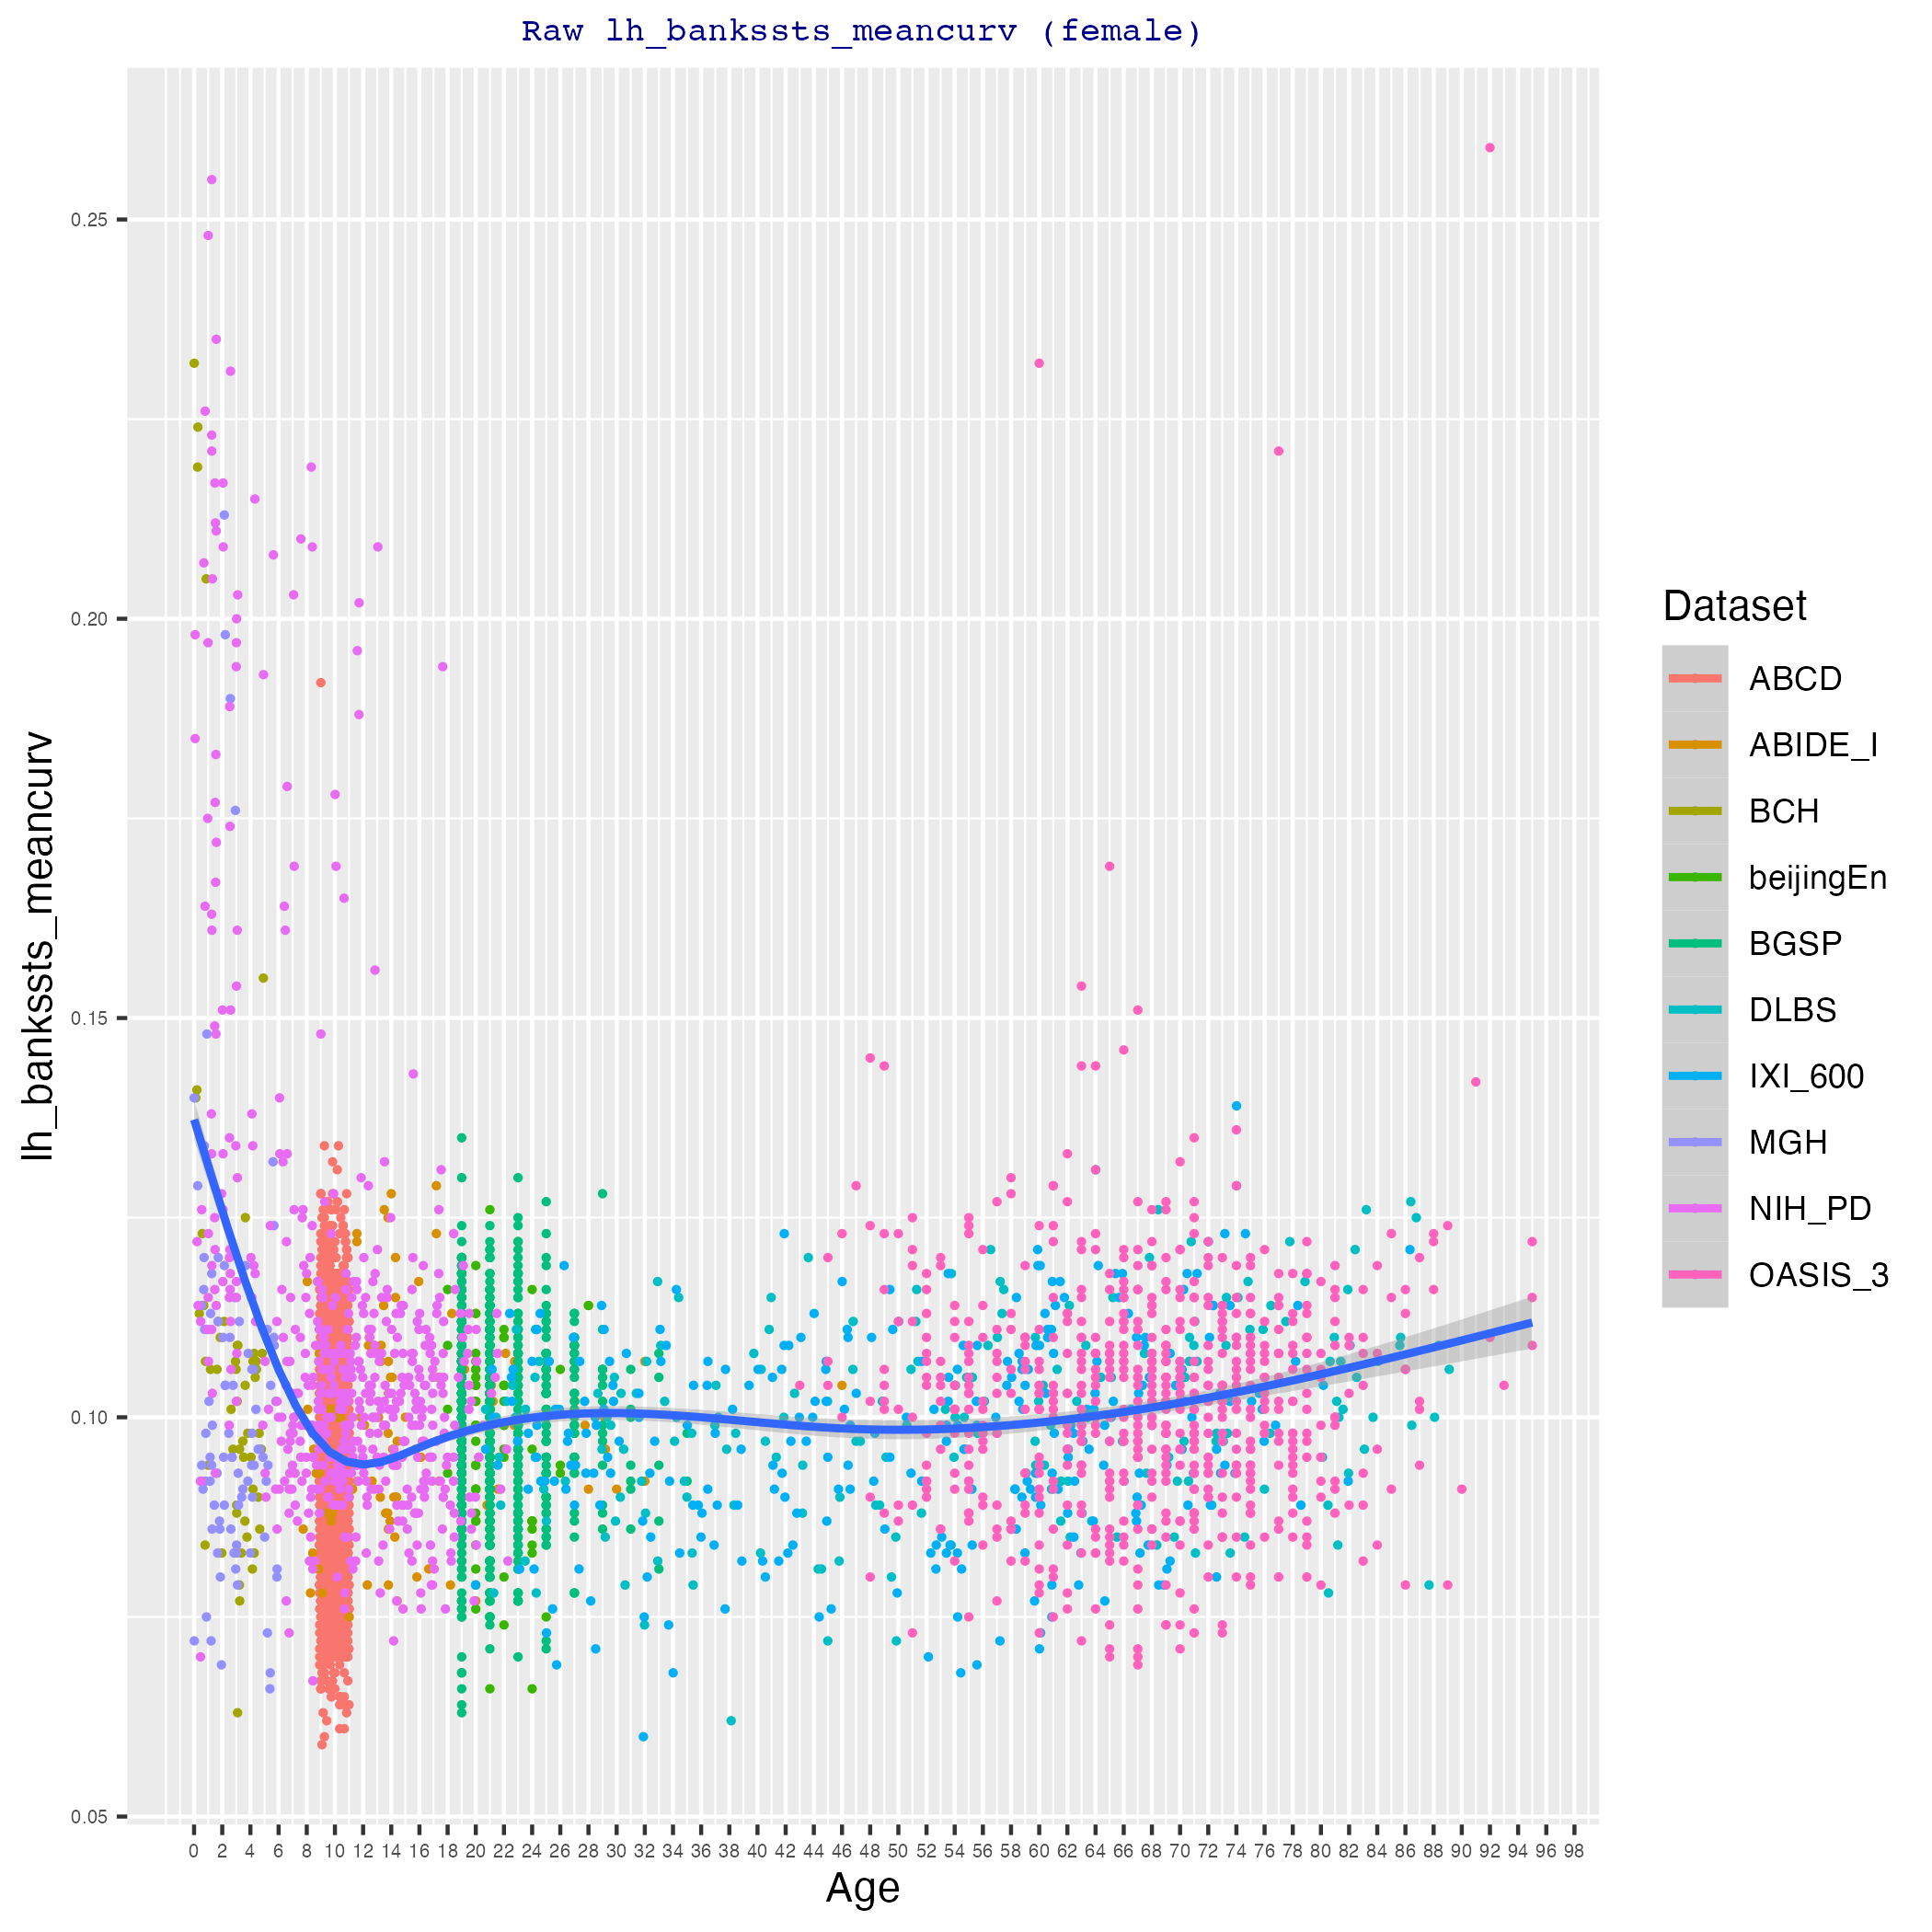 Raw lh_bankssts_meancurv (female)
lh_bankssts_meancurv
0.25
0.20
0.15
0.10
0.05
0 2 4 6 8 10 12 14 16 18 20 22 24 26 28 30 32 34 36 38 40 42 44 46 48 50 52 54 56 58 60 62 64 66 68 70 72 74 76 78 80 82 84 86 88 90 92 94 96 98
Age
Dataset
ABCD
ABIDE_I
BCH
beijingEn
BGSP
DLBS
IXI_600
MGH
NIH_PD
OASIS_3